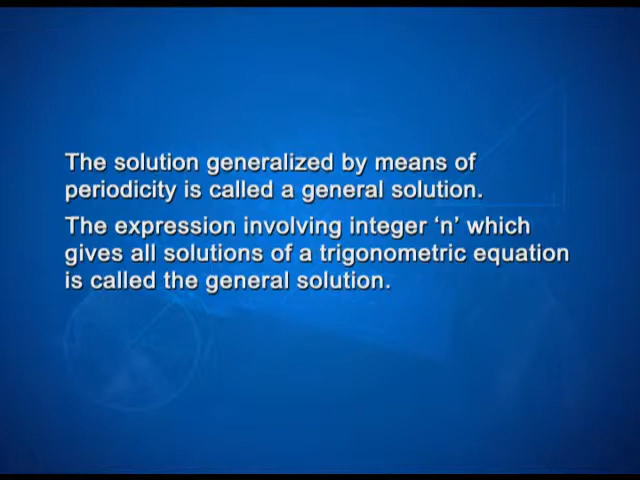 The solution generalized by means of
periodicity is called a general solution.
The expression involving integer ‘n’ which
gives all solutions of a trigonometric equation
is called the general solution.